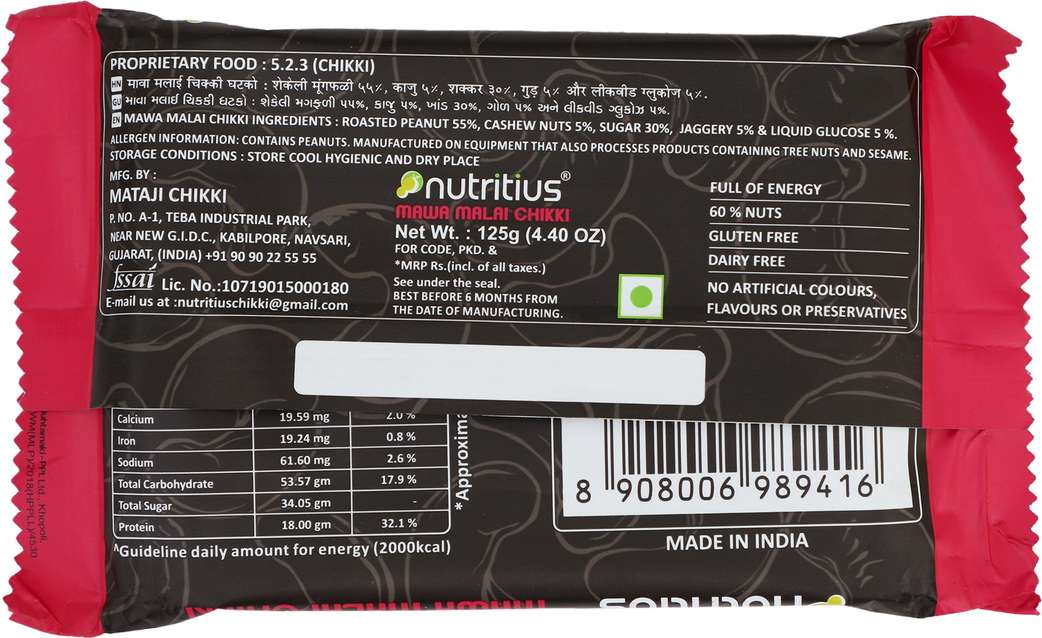 PROPRIETARY FOOD : 5.2.3 (CHIKKI)
HN मावा मलाई चिक्की घटको : शेकेली मूंगफळी ५५%, काजु ५%, शक्कर ३०%, गुड़ ५% और लीकवीड ग्लुकोज ५%.
GU માવા મલાઈ ચિકકી ઘટકો : શેકેલી મગફળી ૫૫%, કાજુ ૫%, ખાંડ 30%, ગોળ ૫% અને લીકવીડ ગ્લુકોઝ ૫%.
EN MAWA MALAI CHIKKI INGREDIENTS : ROASTED PEANUT 55%, CASHEW NUTS 5%, SUGAR 30%, JAGGERY 5% & LIQUID GLUCOSE 5 %.
ALLERGEN INFORMATION: CONTAINS PEANUTS. MANUFACTURED ON EQUIPMENT THAT ALSO PROCESSES PRODUCTS CONTAINING TREE NUTS AND SESAME.
STORAGE CONDITIONS : STORE COOL HYGIENIC AND DRY PLACE
MFG. BY :
MATAJI CHIKKI
P. NO. A-1, TEBA INDUSTRIAL PARK,
NEAR NEW G.I.D.C., KABILPORE, NAVSARI,
GUJARAT, (INDIA) +91 90 90 22 55 55
fssai Lic. No.:10719015000180
E-mail us at :nutritiuschikki@gmail.com
nutritius®
MAWA MALAI CHIKKI
Net Wt. : 125g (4.40 OZ)
FOR CODE, PKD. &
*MRP Rs.(incl. of all taxes.)
See under the seal.
BEST BEFORE 6 MONTHS FROM
THE DATE OF MANUFACTURING.
FULL OF ENERGY
60 % NUTS
GLUTEN FREE
DAIRY FREE
NO ARTIFICIAL COLOURS,
FLAVOURS OR PRESERVATIVES
Calcium 19.59 mg 2.0 %
Iron 19.24 mg 0.8 %
Sodium 61.60 mg 2.6 %
Total Carbohydrate 53.57 gm 17.9 %
Total Sugar 34.05 gm -
Protein 18.00 gm 32.1 %
^Guideline daily amount for energy (2000kcal)
*Approxima
8 908006 989416
MADE IN INDIA